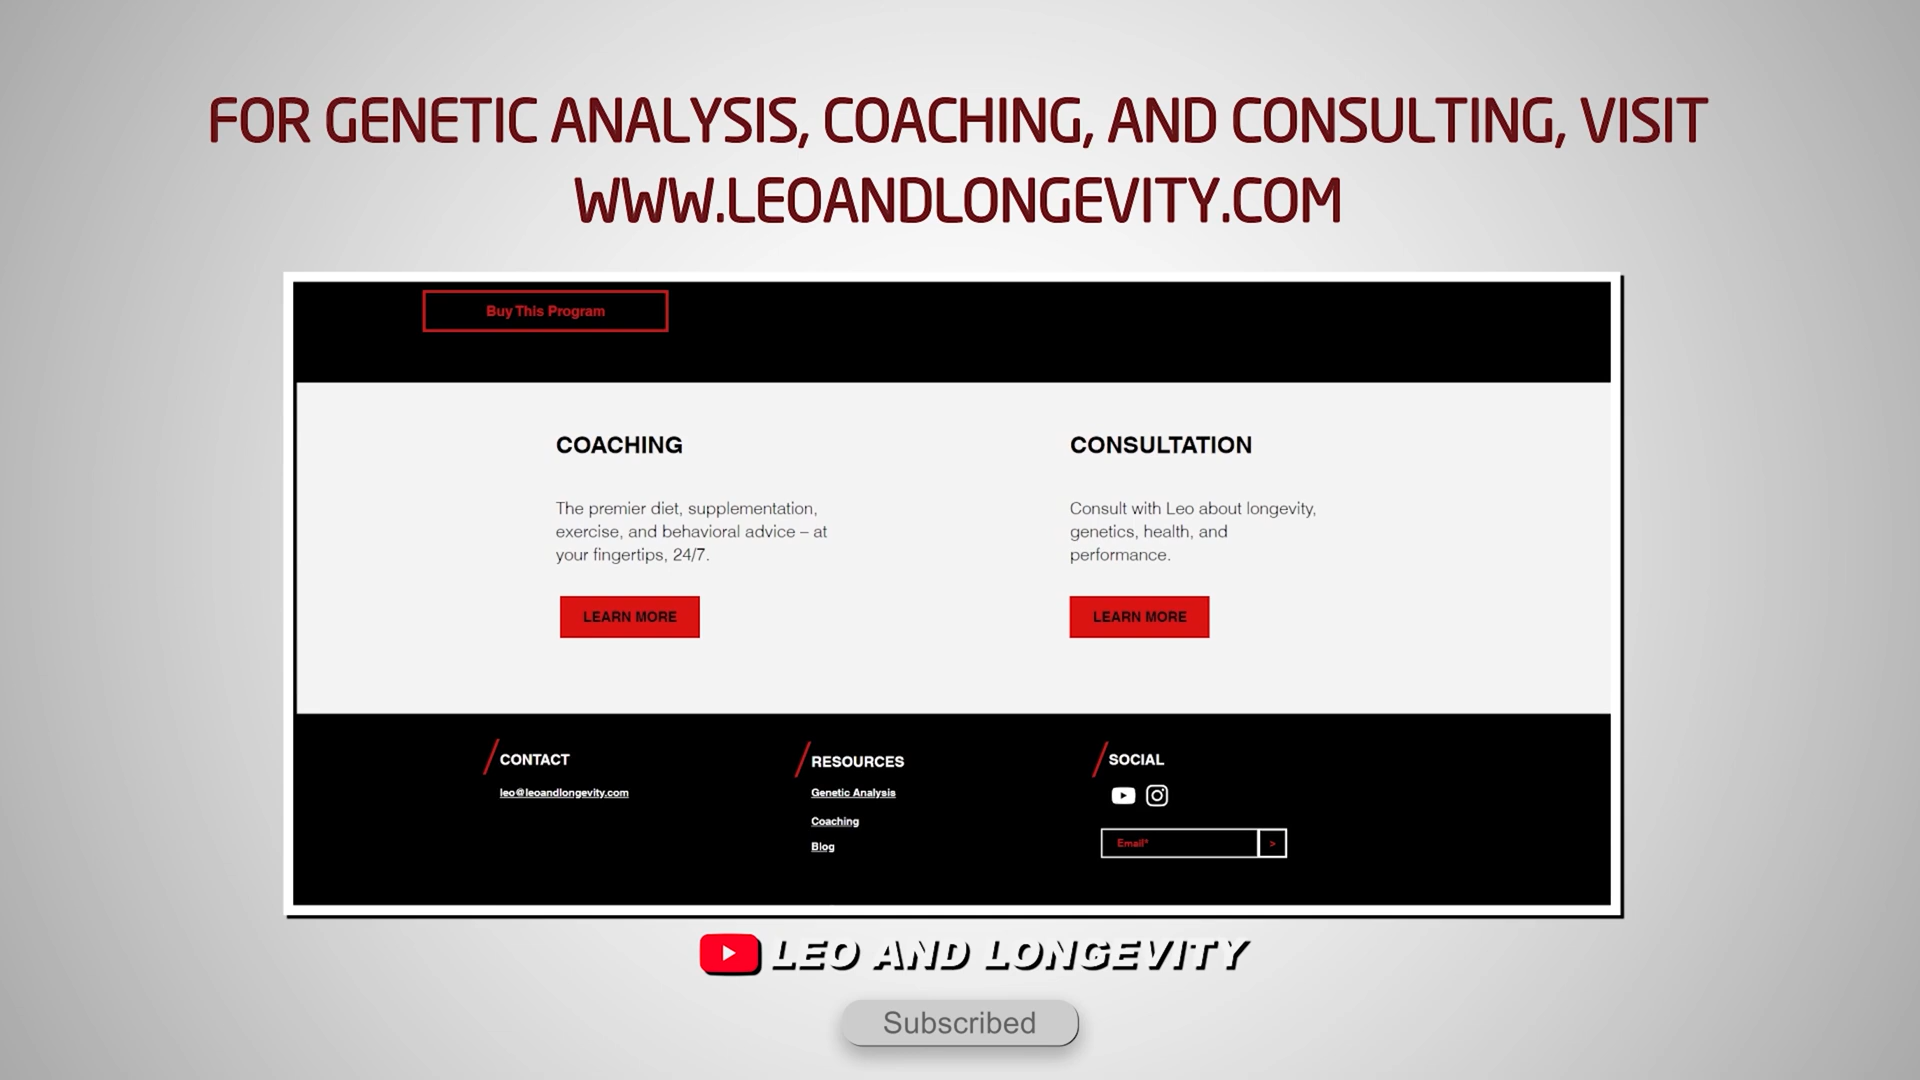 FOR GENETIC ANALYSIS, COACHING, AND CONSULTING, VISIT
WWW.LEOANDLONGEVITY.COM
Buy This Program
COACHING
The premier diet, supplementation,
exercise, and behavioral advice – at
your fingertips, 24/7.
LEARN MORE
CONSULTATION
Consult with Leo about longevity,
genetics, health, and
performance.
LEARN MORE
CONTACT
leo@leoandlongevity.com
RESOURCES
Genetic Analysis
Coaching
Blog
SOCIAL
Email*
>
LEO AND LONGEVITY
Subscribed